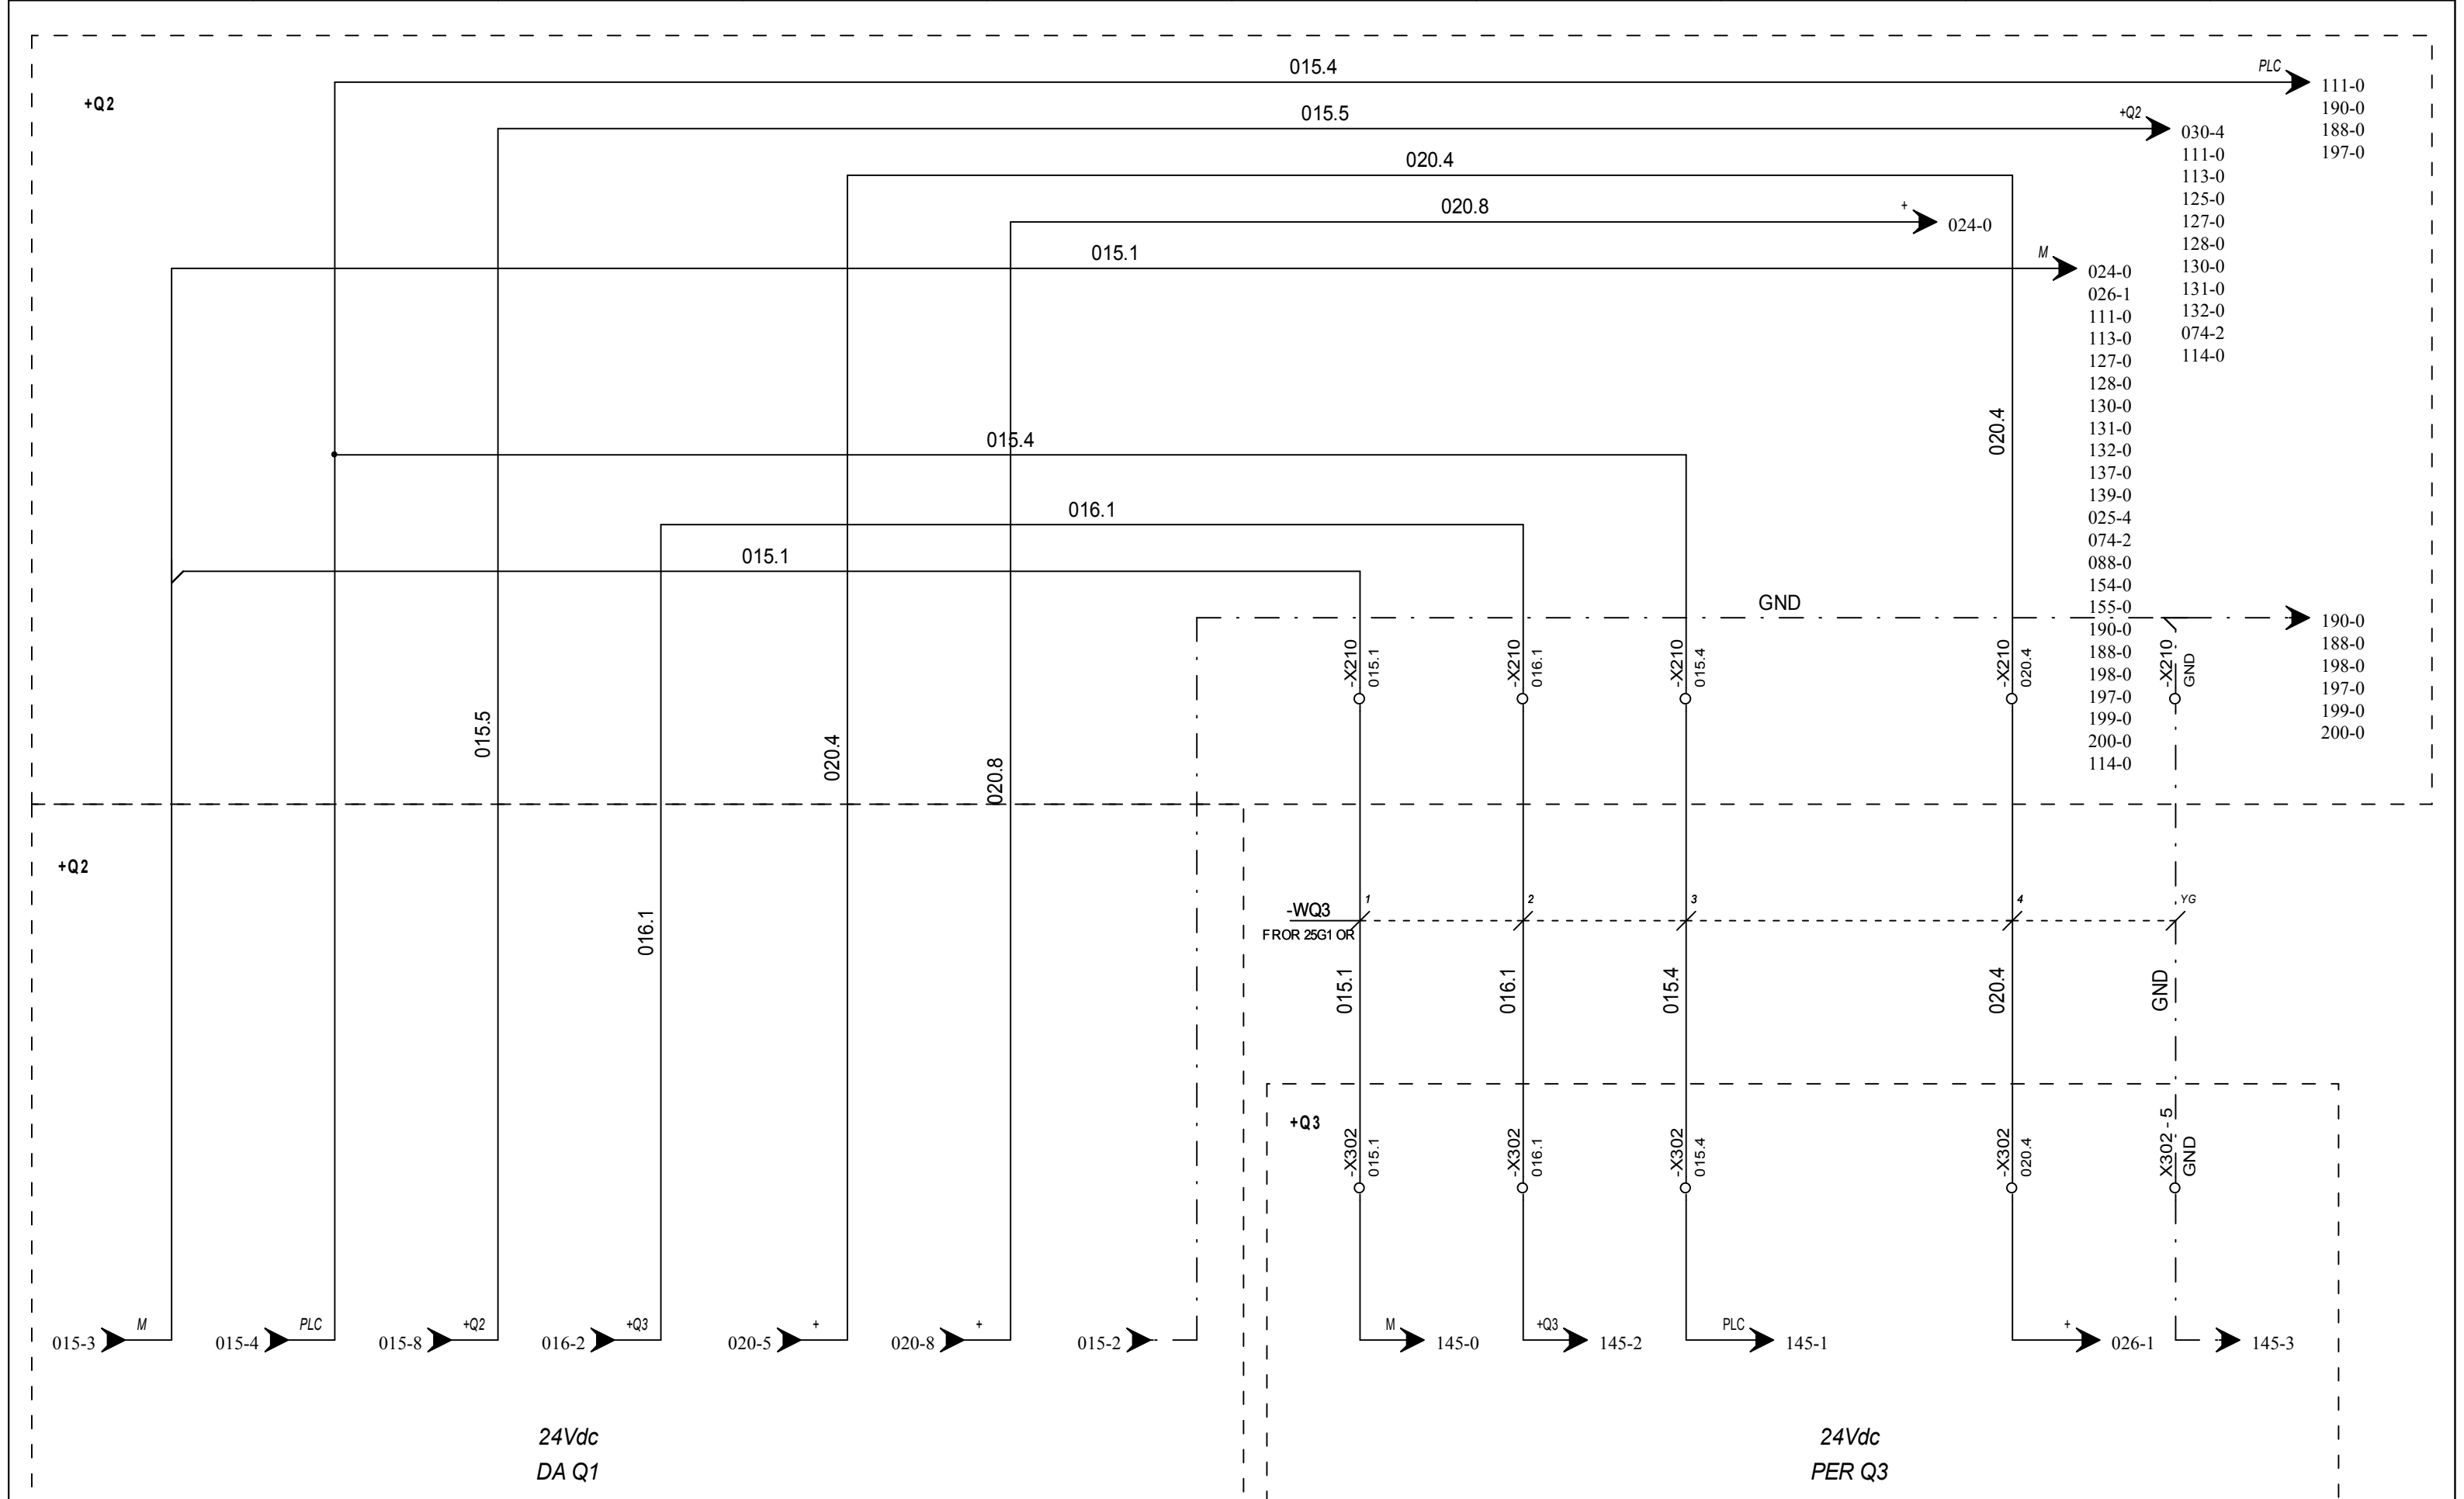 015.4
PLC
111-0
190-0
188-0
197-0
+Q2
015.5
+Q2
030-4
111-0
113-0
125-0
127-0
128-0
130-0
131-0
132-0
074-2
114-0
020.4
020.8
+
024-0
015.1
M
024-0
026-1
111-0
113-0
127-0
128-0
130-0
131-0
132-0
137-0
139-0
025-4
074-2
088-0
154-0
155-0
190-0
188-0
198-0
197-0
199-0
200-0
114-0
020.4
015.4
016.1
015.1
GND
190-0
188-0
198-0
197-0
199-0
200-0
-X210
015.1
-X210
016.1
-X210
015.4
-X210
020.4
-X210
GND
015.5
020.4
020.8
+Q2
016.1
-WQ3
FROR 25G1 OR
1
2
3
4
YG
015.1
016.1
015.4
020.4
GND
+Q3
-X302
015.1
-X302
016.1
-X302
015.4
-X302
020.4
X302-5
GND
015-3
M
015-4
PLC
015-8
+Q2
016-2
+Q3
020-5
+
020-8
+
015-2
M
145-0
+Q3
145-2
PLC
145-1
+
026-1
145-3
24Vdc
DA Q1
24Vdc
PER Q3